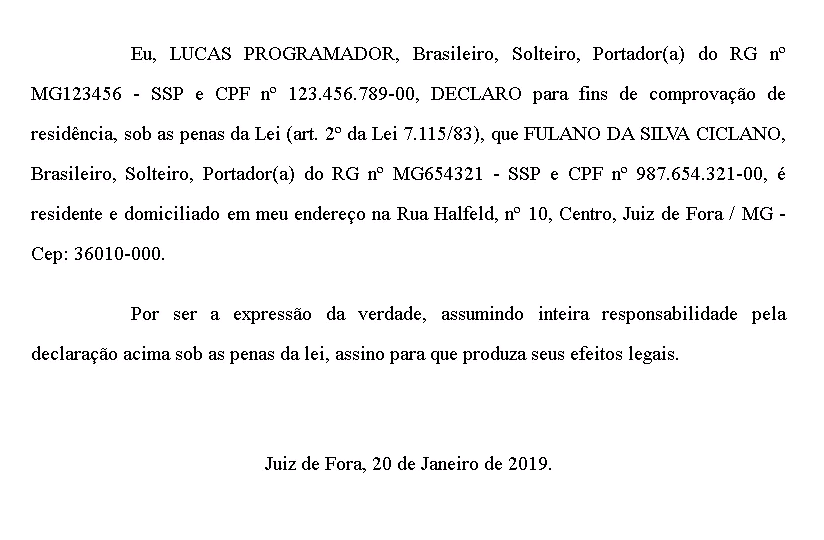 Eu, LUCAS PROGRAMADOR, Brasileiro, Solteiro, Portador(a) do RG nº
MG123456 - SSP e CPF nº 123.456.789-00, DECLARO para fins de comprovação de
residência, sob as penas da Lei (art. 2º da Lei 7.115/83), que FULANO DA SILVA CICLANO,
Brasileiro, Solteiro, Portador(a) do RG nº MG654321 - SSP e CPF nº 987.654.321-00, é
residente e domiciliado em meu endereço na Rua Halfeld, nº 10, Centro, Juiz de Fora / MG -
Cep: 36010-000.
Por ser a expressão da verdade, assumindo inteira responsabilidade pela
declaração acima sob as penas da lei, assino para que produza seus efeitos legais.
Juiz de Fora, 20 de Janeiro de 2019.